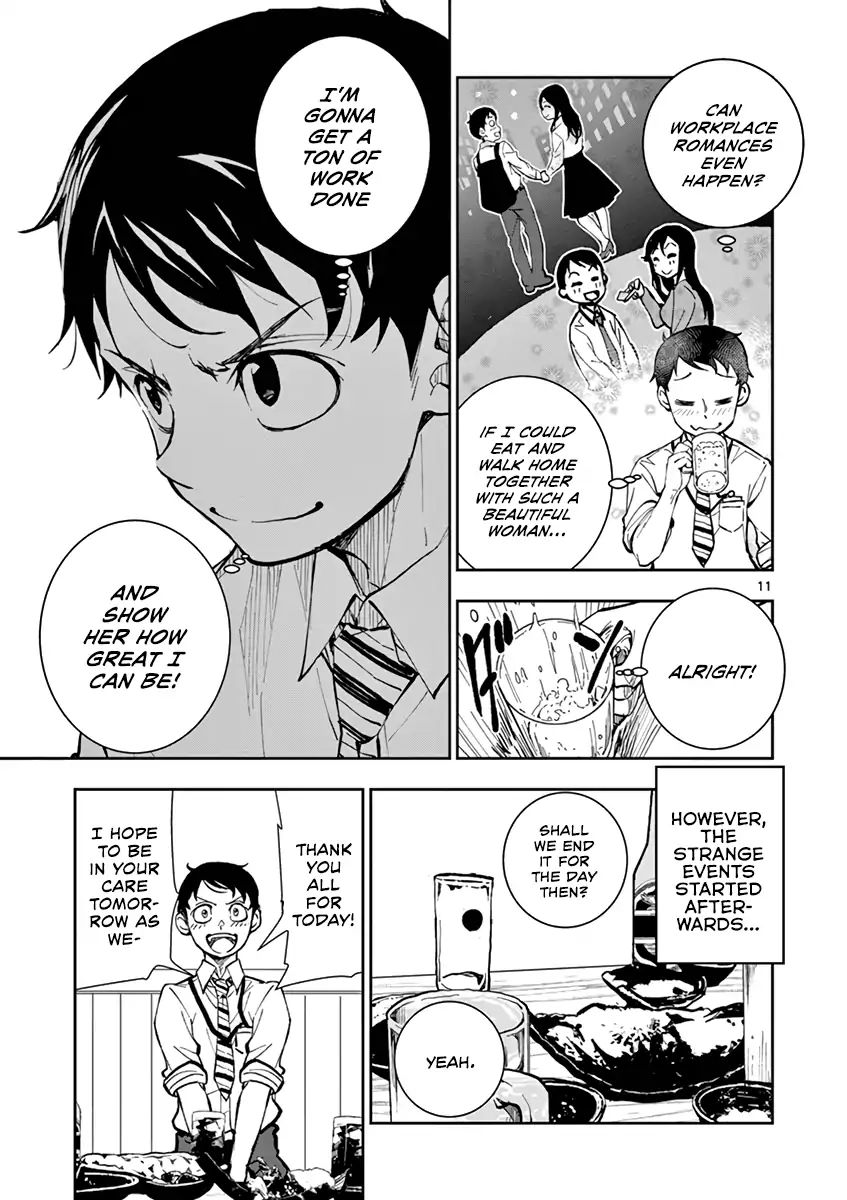 CAN
WORKPLACE
ROMANCES
EVEN
HAPPEN?
IF I COULD
EAT AND
WALK HOME
TOGETHER
WITH SUCH A
BEAUTIFUL
WOMAN...
11
ALRIGHT!
ダン
I'M
GONNA
GET A
TON OF
WORK
DONE
AND
SHOW
HER HOW
GREAT I
CAN BE!
HOWEVER,
THE
STRANGE
EVENTS
STARTED
AFTER-
WARDS...
SHALL
WE END
IT FOR
THE DAY
THEN?
YEAH.
THANK
YOU
ALL
FOR
TODAY!
I HOPE
TO BE
IN YOUR
CARE
TOMOR-
ROW AS
WE-